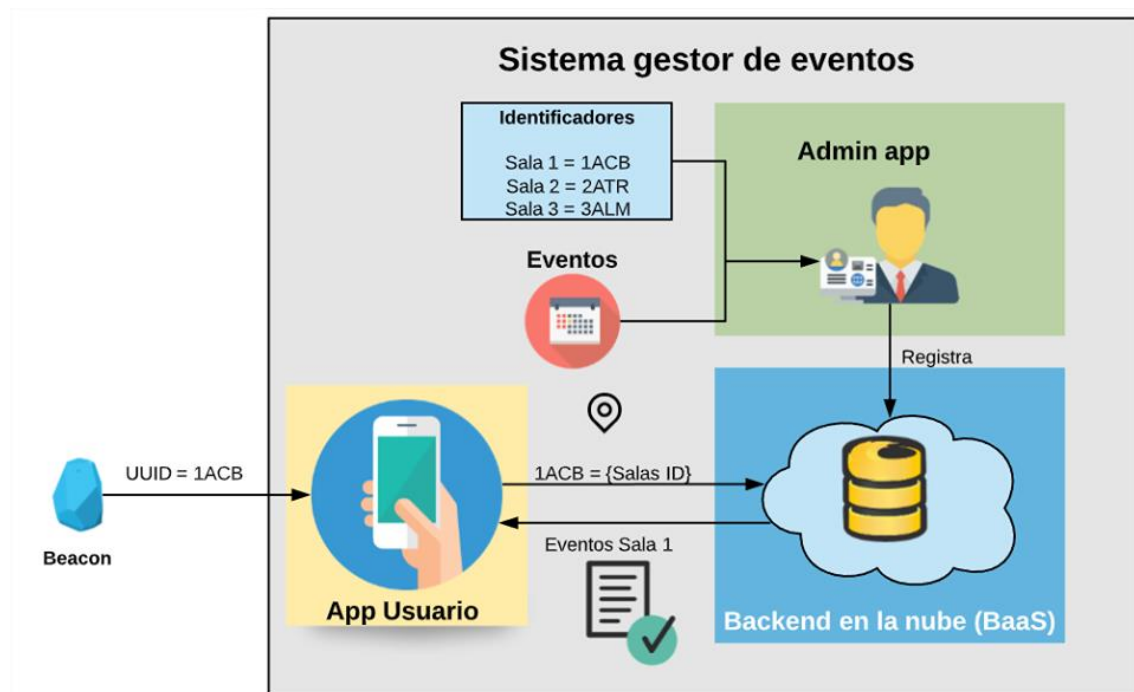 Sistema gestor de eventos
Identificadores
Sala 1 = 1ACB
Sala 2 = 2ATR
Sala 3 = 3ALM
Admin app
Eventos
Registra
UUID = 1ACB
1ACB = {Salas ID}
Eventos Sala 1
Beacon
App Usuario
Backend en la nube (BaaS)